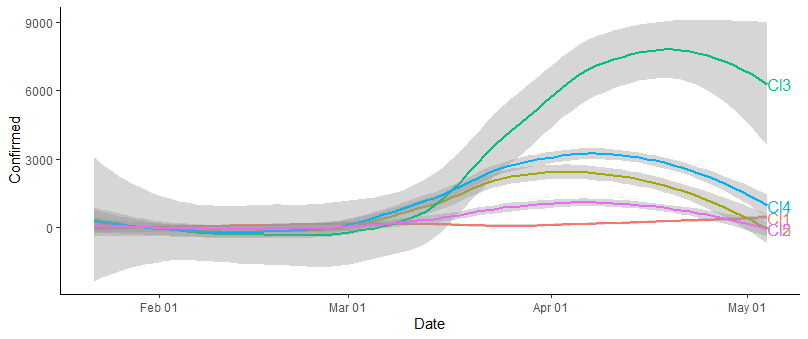 9000
6000
3000
0
Confirmed
Cl3
Cl4
Cl1
Cl2
Feb 01
Mar 01
Apr 01
May 01
Date